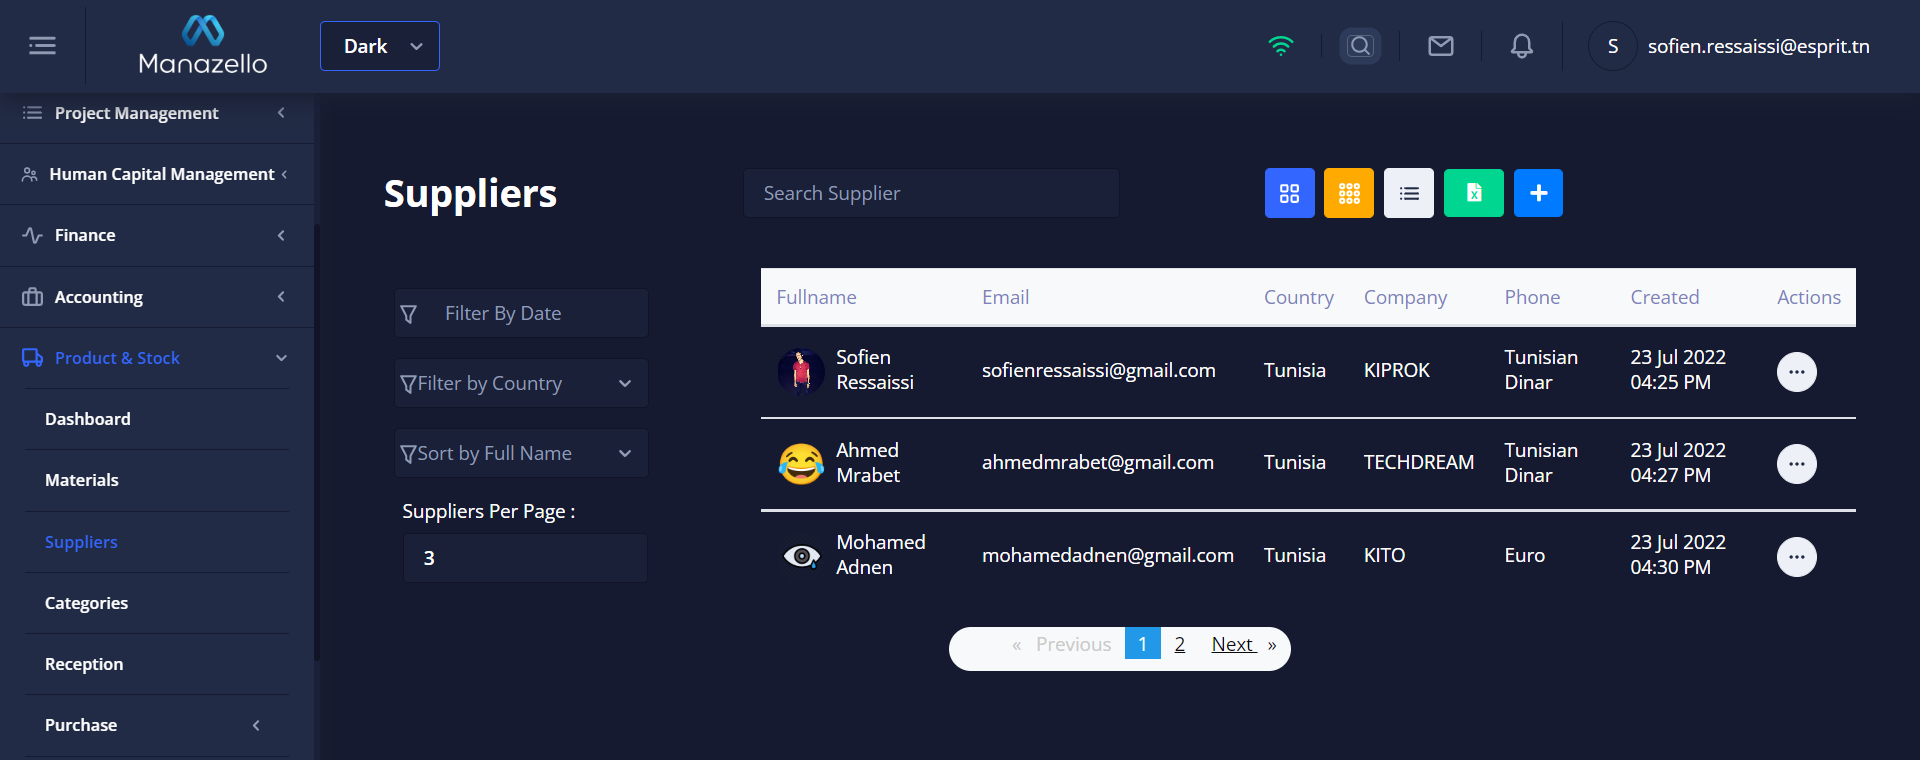 Manazello
Dark
S
sofien.ressaissi@esprit.tn
Project Management
Human Capital Management
Finance
Accounting
Product & Stock
Dashboard
Materials
Suppliers
Categories
Reception
Purchase
Suppliers
Search Supplier
Filter By Date
Filter by Country
Sort by Full Name
Suppliers Per Page :
3
Fullname Email Country Company Phone Created Actions
Sofien Ressaissi sofienressaissi@gmail.com Tunisia KIPROK Tunisian Dinar 23 Jul 2022 04:25 PM
Ahmed Mrabet ahmedmrabet@gmail.com Tunisia TECHDREAM Tunisian Dinar 23 Jul 2022 04:27 PM
Mohamed Adnen mohamedadnen@gmail.com Tunisia KITO Euro 23 Jul 2022 04:30 PM
« Previous 1 2 Next »